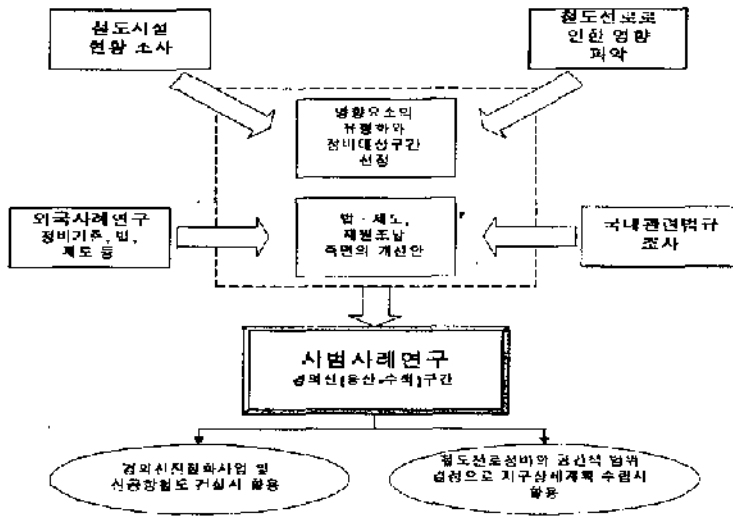 철도시설
현황 조사
철도선로로
인한 영향
파악
영향요소의
유형화와
정비대상구간
선정
외국사례연구
정비기준, 법,
제도 등
법·제도,
재원조달
측면의 개선안
국내관련법규
조사
시범사례연구
경의선(용산-수색)구간
경의선전철화사업 및
신공항철도 건설시 활용
철도선로정비와 공간적 범위
결정으로 지구상세계획 수립시
활용